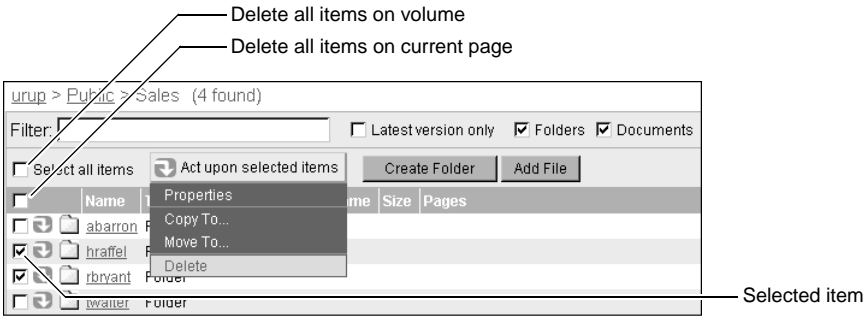 Delete all items on volume
Delete all items on current page
urup > Public > Sales (4 found)
Filter: Latest version only Folders Documents
Select all items Act upon selected items Create Folder Add File
Name me Size Pages
Properties
Copy To...
Move To...
Delete
abarron
hraffel
rbryant Folder
twalter Folder
Selected item